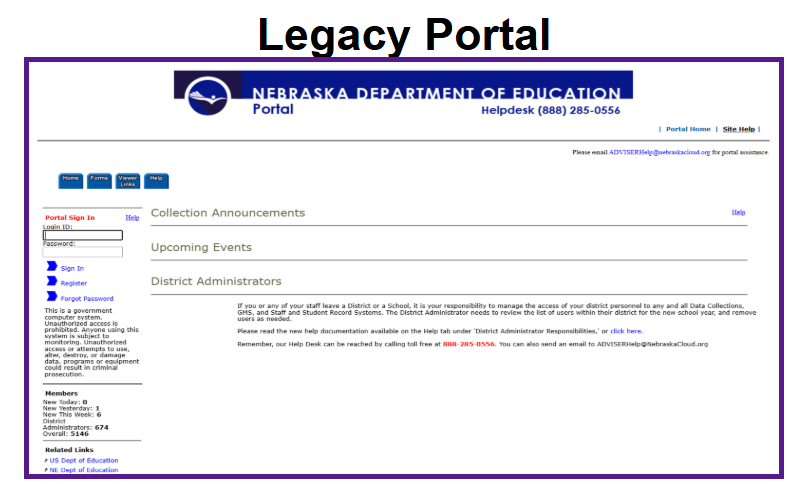 Legacy Portal
NEBRASKA DEPARTMENT OF EDUCATION
Portal Helpdesk (888) 285-0556
| Portal Home | Site Help |
Please email ADVISERHelp@nebraskacloud.org for portal assistance.
Home Forms Viewer Links Help
Portal Sign In Help
Login ID:
Password:
Sign In
Register
Forgot Password
This is a government
computer system.
Unauthorized access is
prohibited. Anyone using this
system is subject to
monitoring. Unauthorized
access or attempts to use,
alter, destroy, or damage
data, programs or equipment
could result in criminal
prosecution.
Members
New Today: 0
New Yesterday: 1
New This Week: 6
District
Administrators: 674
Overall: 5146
Related Links
US Dept of Education
NE Dept of Education
Collection Announcements Help
Upcoming Events
District Administrators
If you or any of your staff leave a District or a School, it is your responsibility to manage the access of your district personnel to any and all Data Collections,
GMS, and Staff and Student Record Systems. The District Administrator needs to review the list of users within their district for the new school year, and remove
users as needed.
Please read the new help documentation available on the Help tab under 'District Administrator Responsibilities,' or click here.
Remember, our Help Desk can be reached by calling toll free at 888-285-0556. You can also send an email to ADVISERHelp@NebraskaCloud.org